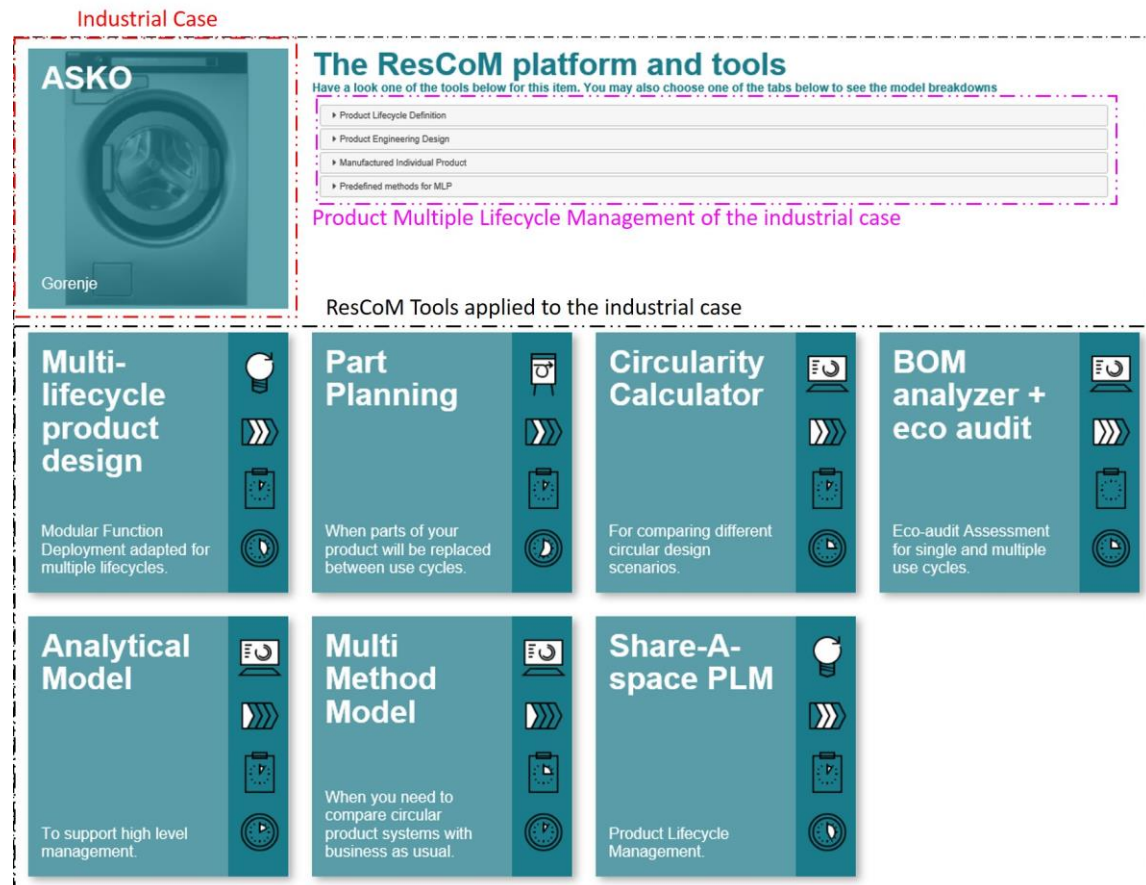 Industrial Case
ASKO
Gorenje
The ResCoM platform and tools
Have a look one of the tools below for this item. You may also choose one of the tabs below to see the model breakdowns
Product Lifecycle Definition
Product Engineering Design
Manufactured Individual Product
Predefined methods for MLP
Product Multiple Lifecycle Management of the industrial case
ResCoM Tools applied to the industrial case
Multi-
lifecycle
product
design
Modular Function
Deployment adapted for
multiple lifecycles.
Part
Planning
When parts of your
product will be replaced
between use cycles.
Circularity
Calculator
For comparing different
circular design
scenarios.
BOM
analyzer +
eco audit
Eco-audit Assessment
for single and multiple
use cycles.
Analytical
Model
To support high level
management.
Multi
Method
Model
When you need to
compare circular
product systems with
business as usual.
Share-A-
space PLM
Product Lifecycle
Management.